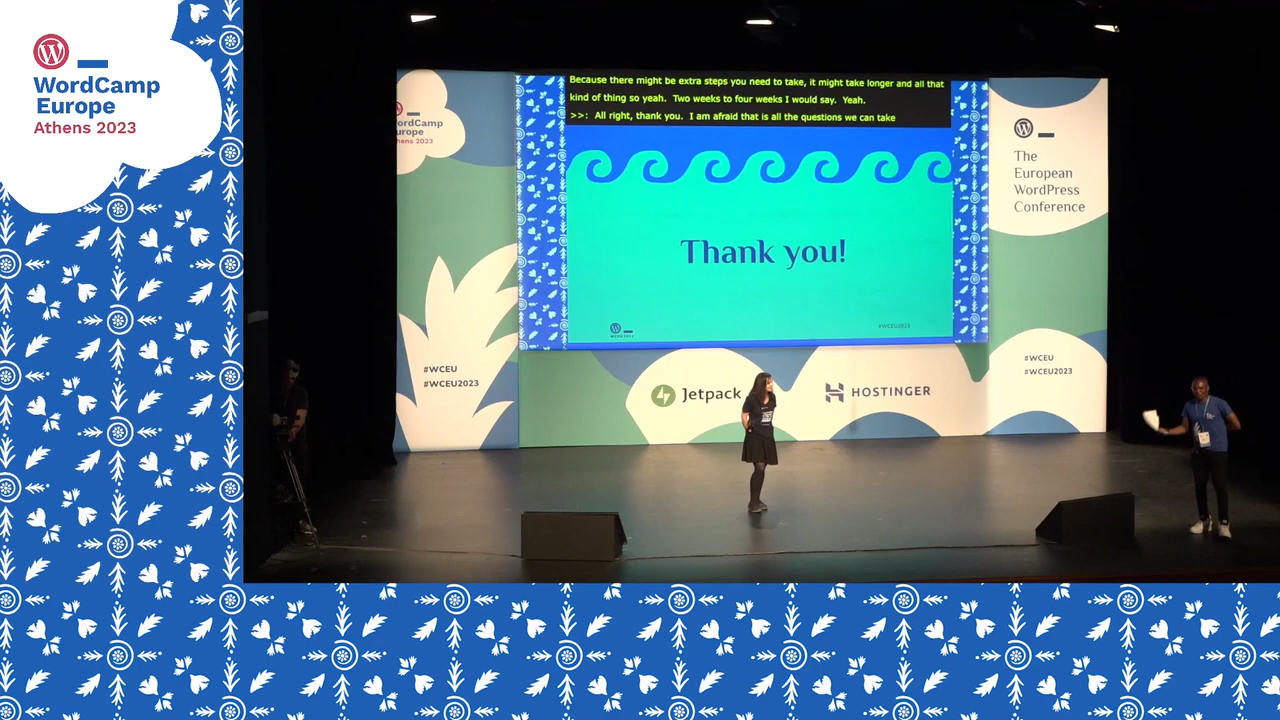 WordCamp
Europe
Athens 2023
Because there might be extra steps you need to take, it might take longer and all that
kind of thing so yeah. Two weeks to four weeks I would say. Yeah.
>>: All right, thank you. I am afraid that is all the questions we can take
ordCamp
urope
hens 2023
The
European
WordPress
Conference
Thank you!
#WCEU2023
#WCEU
#WCEU2023
#WCEU
#WCEU2023
Jetpack
HOSTINGER